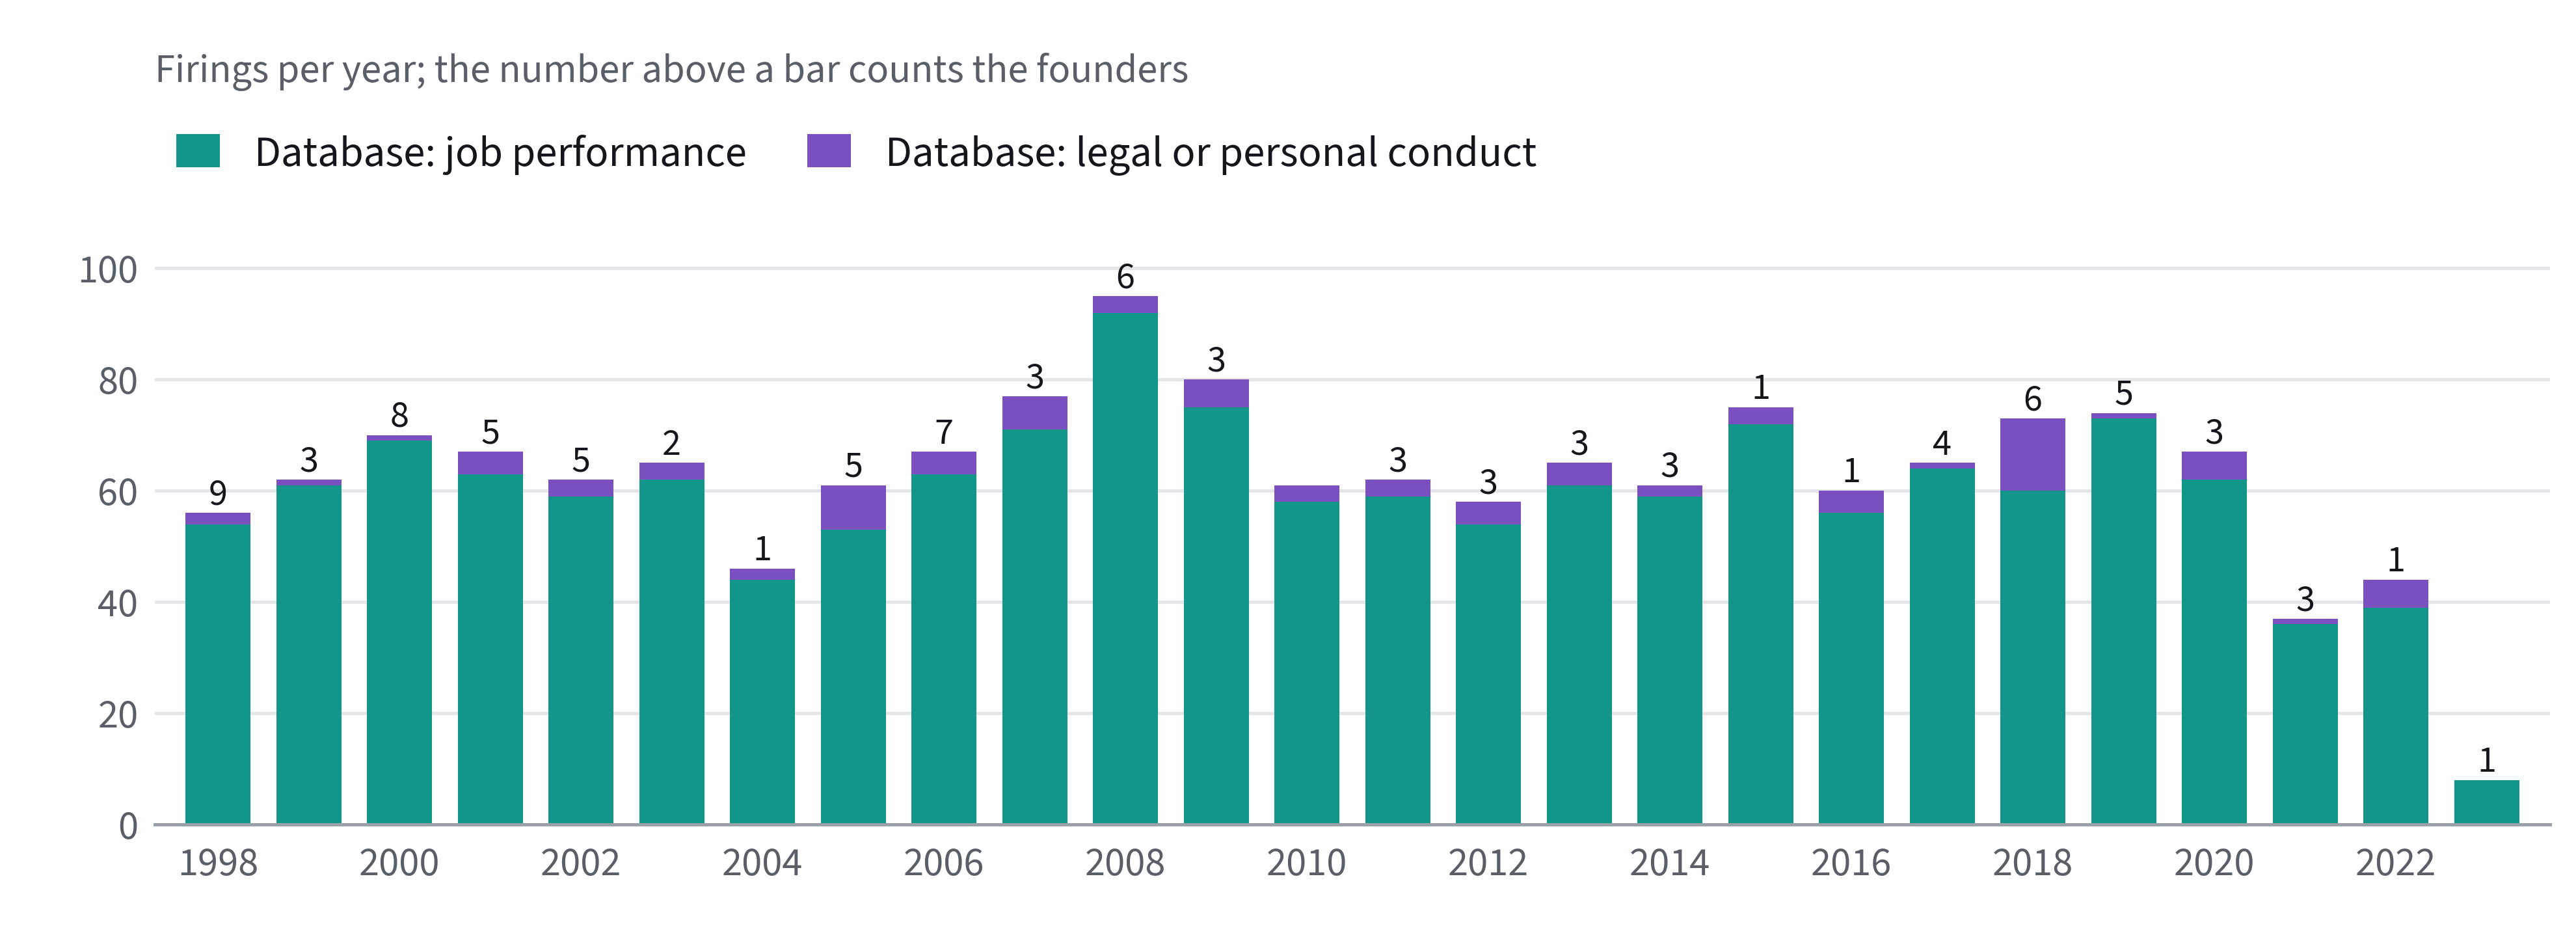 Firings per year; the number above a bar counts the founders
Database: job performance Database: legal or personal conduct
100
80
60
40
20
0
9 3 8 5 5 2 1 5 7 3 6 3 3 3 3 3 1 1 4 6 5 3 3 1 1
1998 2000 2002 2004 2006 2008 2010 2012 2014 2016 2018 2020 2022